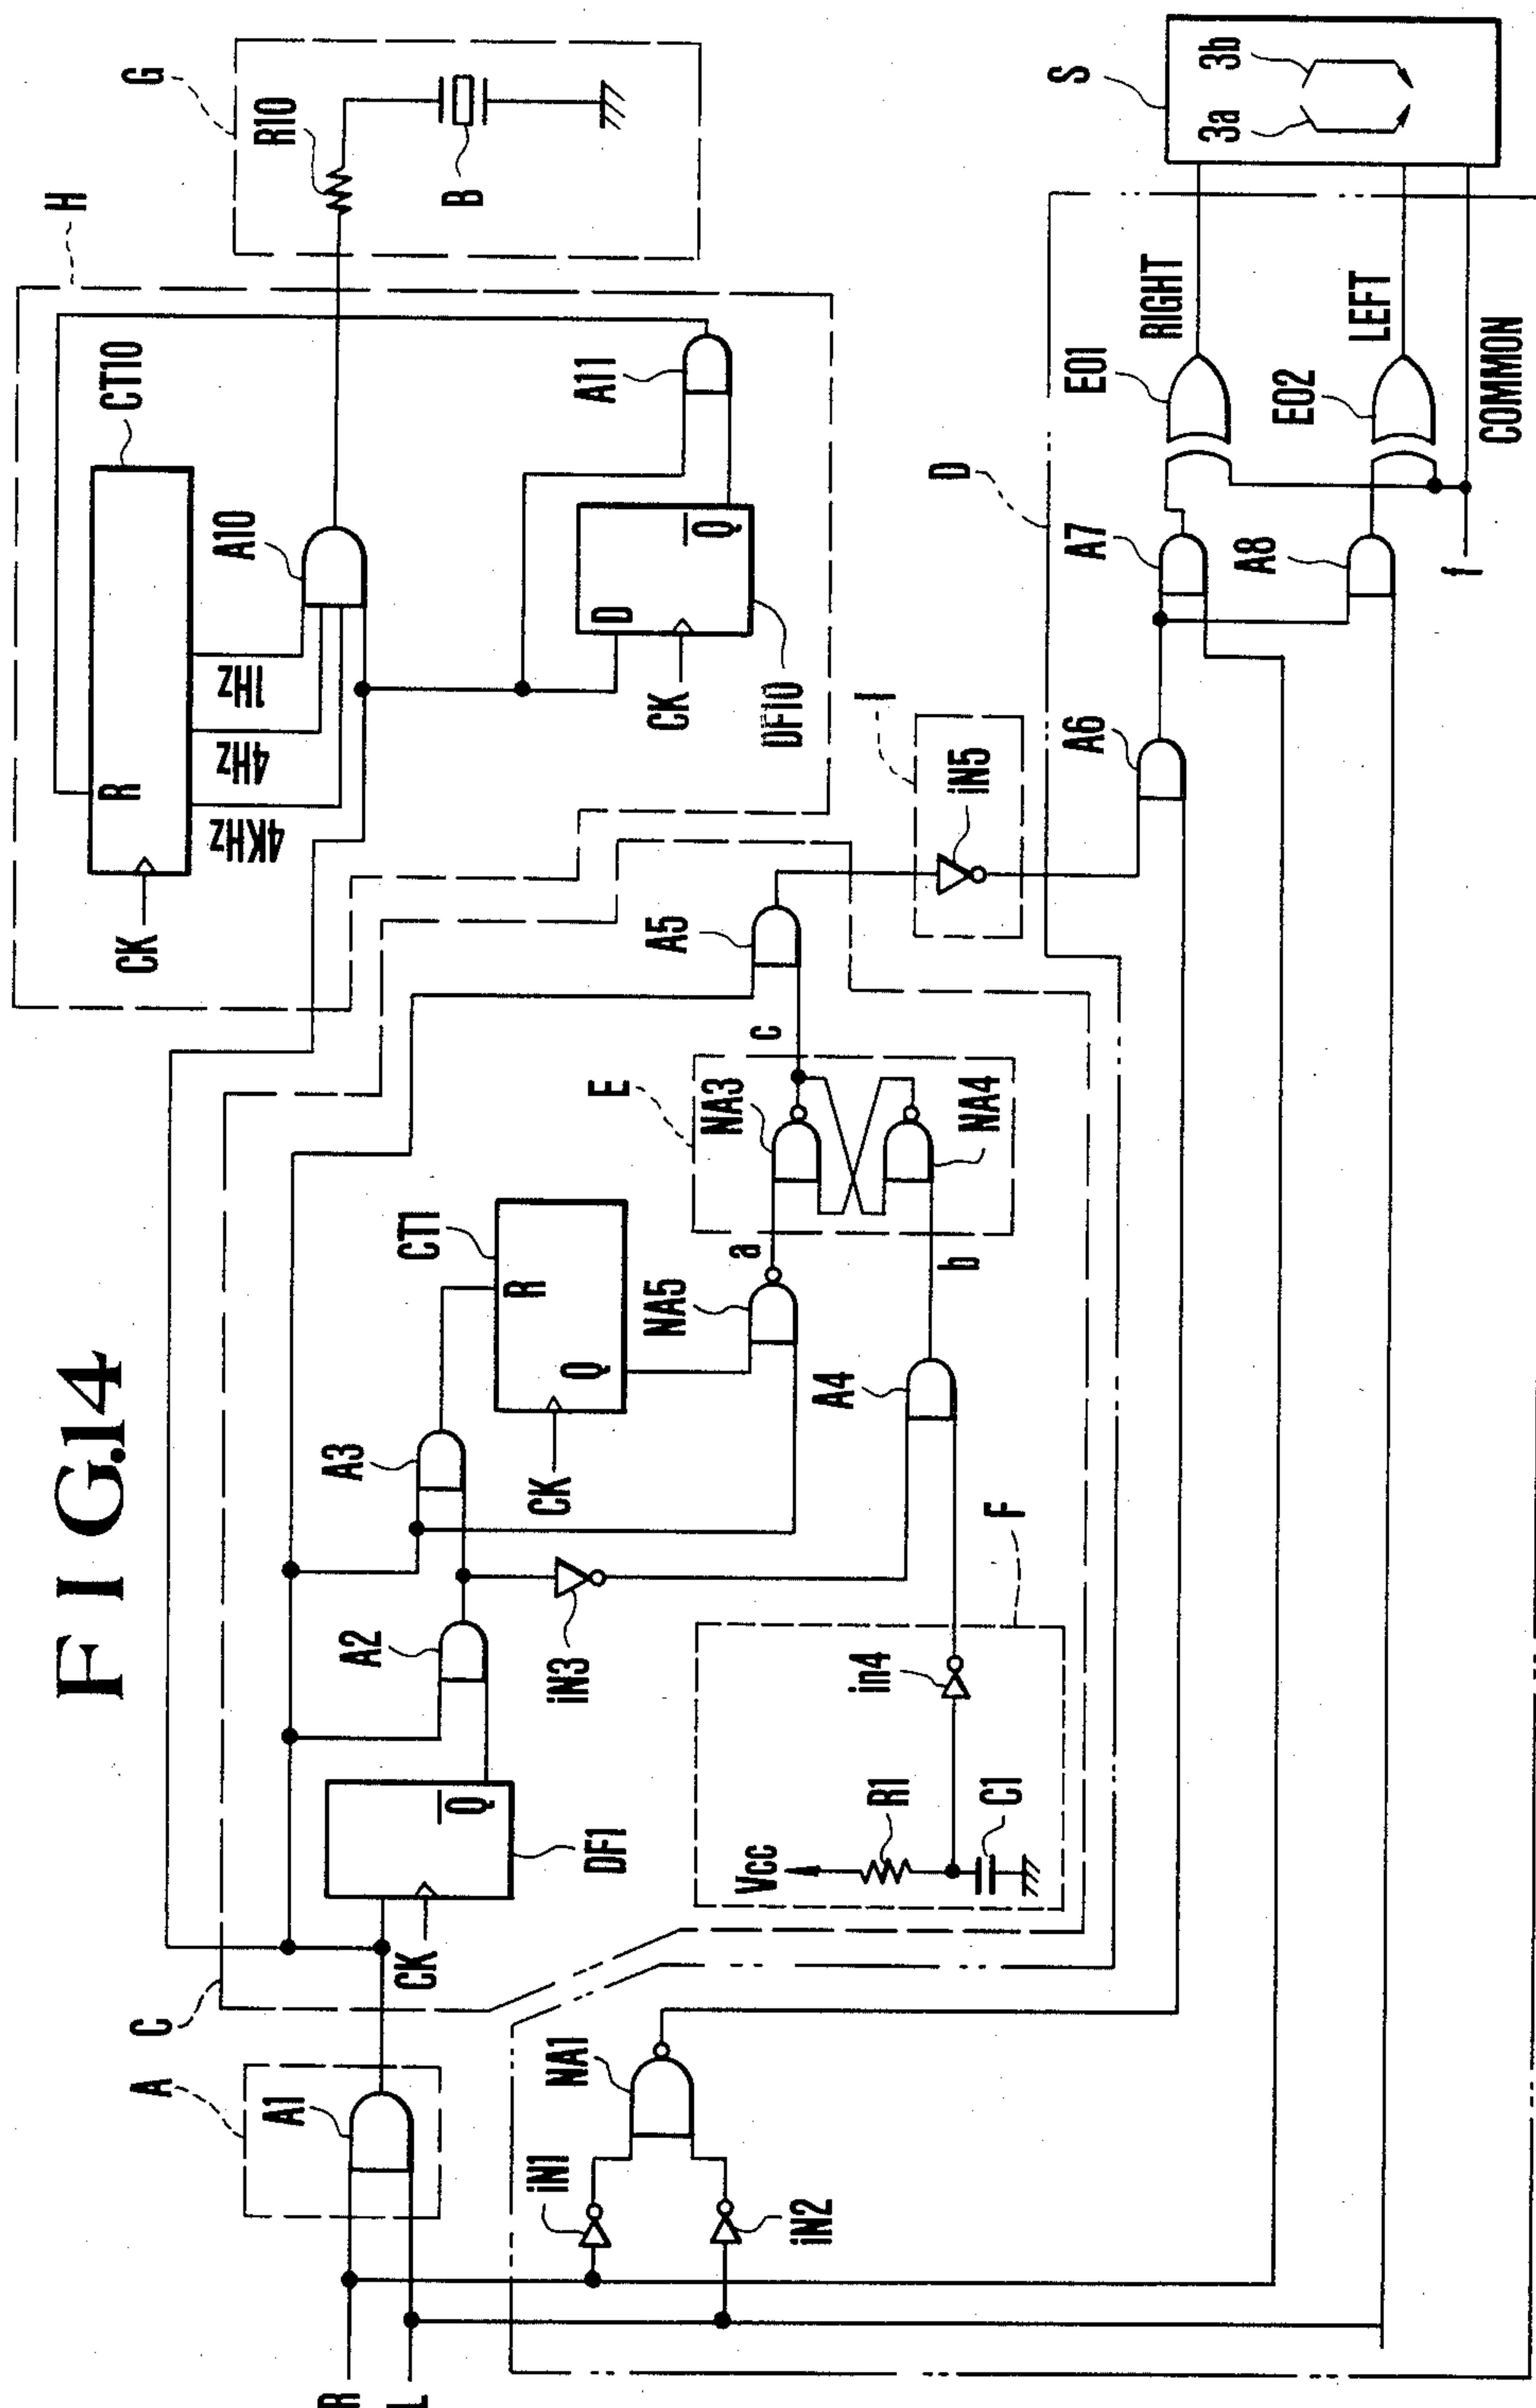 FIG.14
R
L
A
A1
C
CK
DF1
Q
A2
iN3
A3
CK
CT1
Q
R
NA5
a
A4
b
E
NA3
NA4
c
F
Vcc
R1
C1
in4
A5
I
iN5
H
CK
CT10
R
4KHz
4Hz
1Hz
A10
CK
D
Q
DF10
A11
G
R10
B
iN1
iN2
NA1
D
A6
A7
A8
f
EO1
EO2
RIGHT
LEFT
COMMON
S
3a
3b